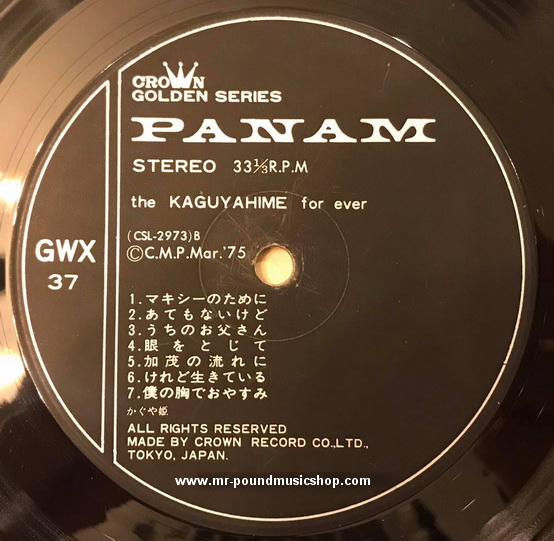 CROWN
GOLDEN SERIES
PANAM
STEREO 33⅓R.P.M
the KAGUYAHIME for ever
(CSL-2973)B
©C.M.P.Mar.'75
GWX
37
1.マキシーのために
2.あてもないけど
3.うちのお父さん
4.眼をとじて
5.加茂の流れに
6.けれど生きている
7.僕の胸でおやすみ
かぐや姫
ALL RIGHTS RESERVED
MADE BY CROWN RECORD CO.,LTD.,
TOKYO, JAPAN.
www.mr-poundmusicshop.com